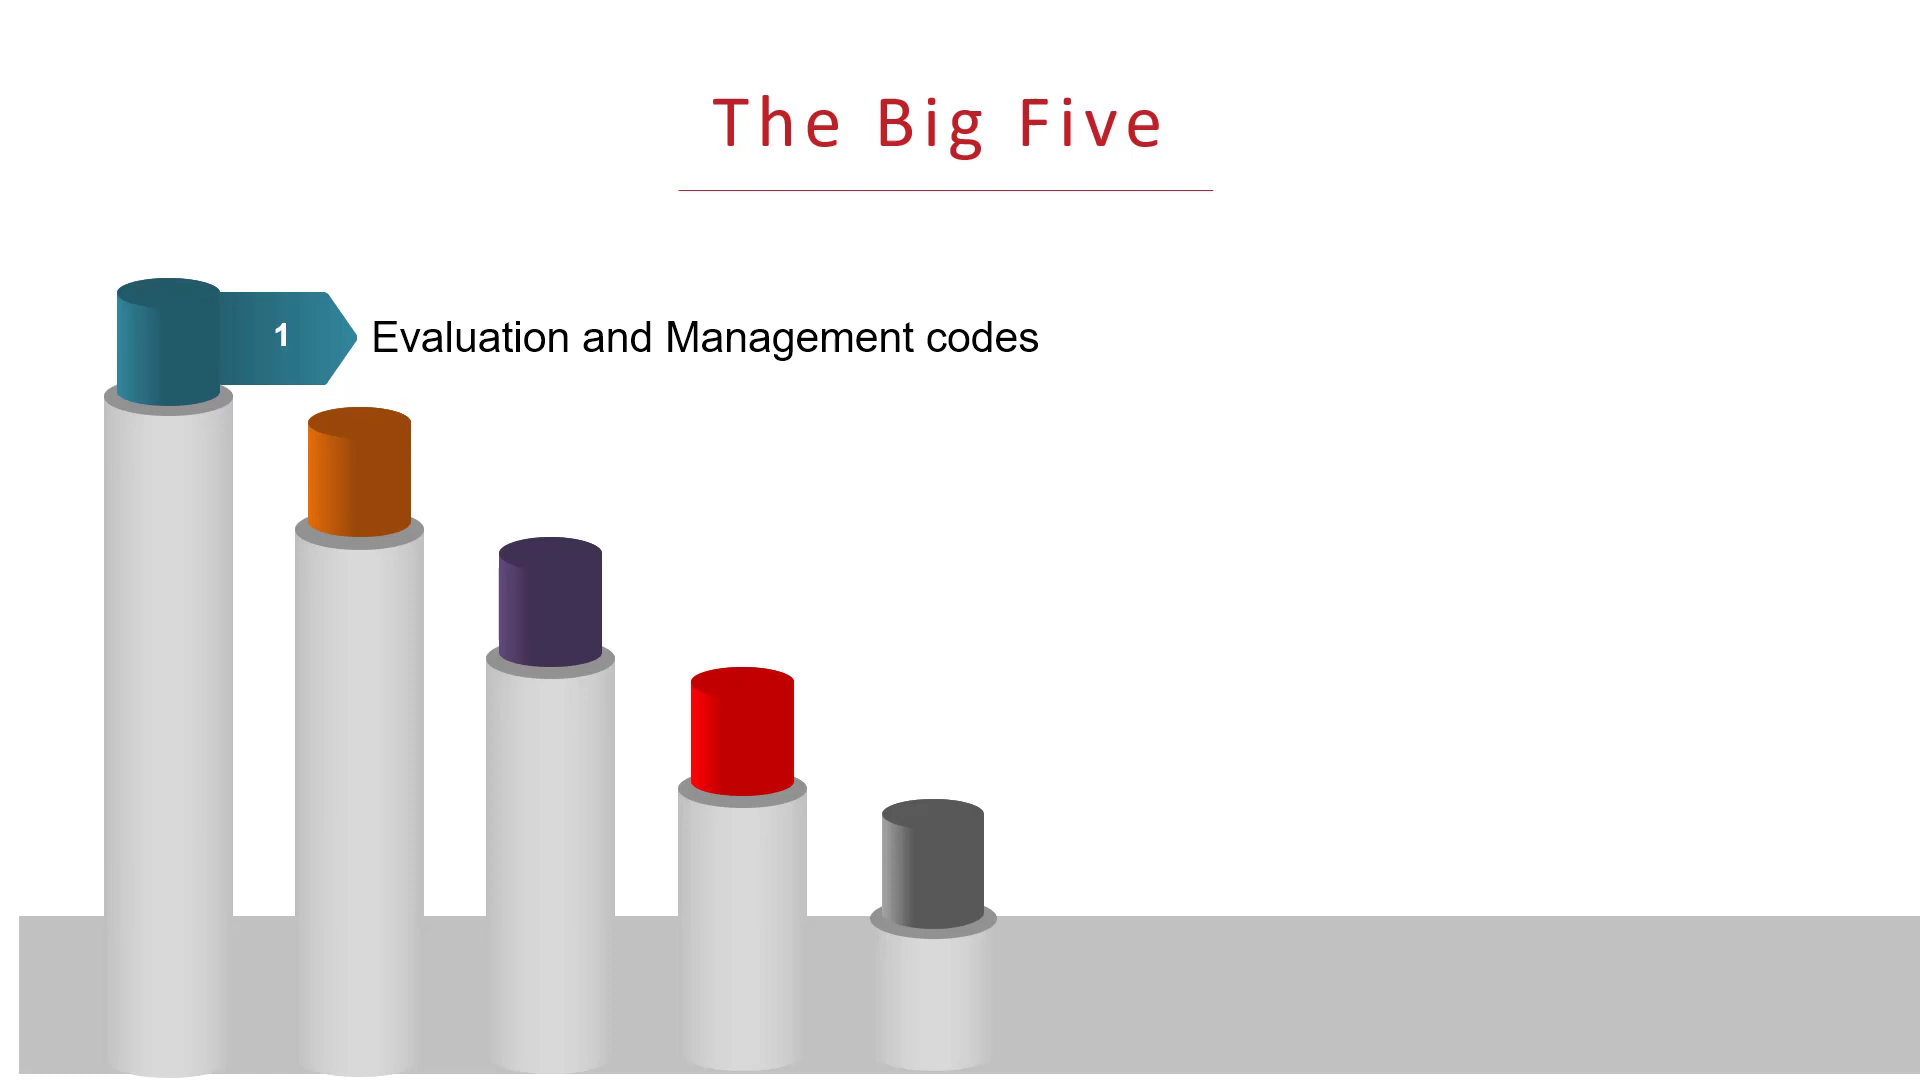 The Big Five
1
Evaluation and Management codes